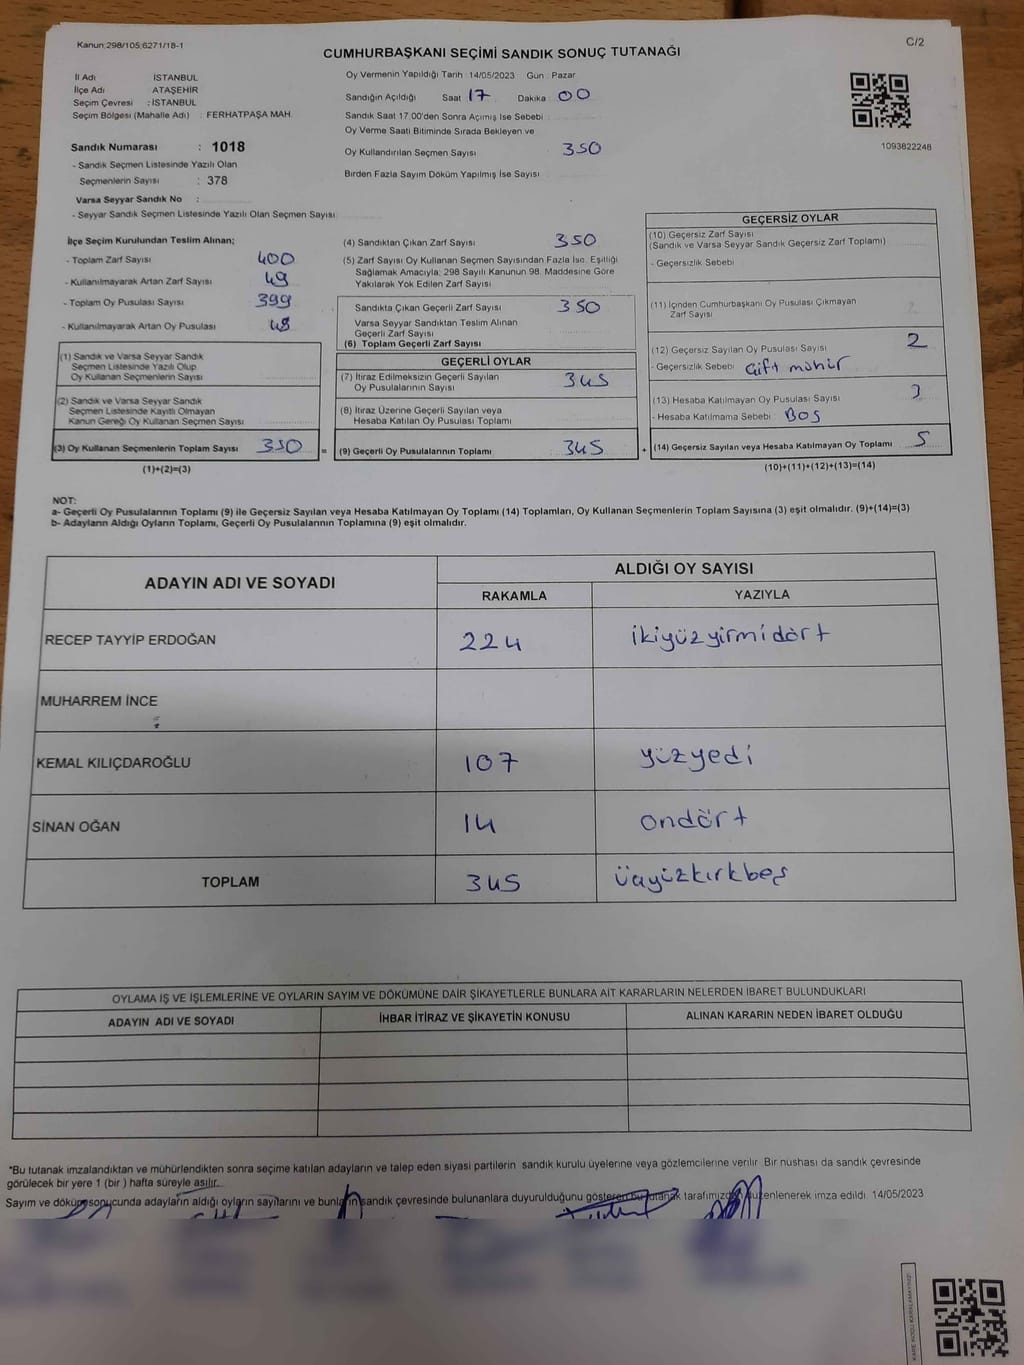 Kanun:298/105,6271/18-1
C/2
CUMHURBAŞKANI SEÇİMİ SANDIK SONUÇ TUTANAĞI
İl Adı İSTANBUL
İlçe Adı ATAŞEHİR
Seçim Çevresi : İSTANBUL
Seçim Bölgesi (Mahalle Adı) : FERHATPAŞA MAH.
Sandık Numarası : 1018
- Sandık Seçmen Listesinde Yazılı Olan
Seçmenlerin Sayısı : 378
Varsa Seyyar Sandık No :
- Seyyar Sandık Seçmen Listesinde Yazılı Olan Seçmen Sayısı
Oy Vermenin Yapıldığı Tarih : 14/05/2023 Gün : Pazar
Sandığın Açıldığı Saat 17 Dakika 00
Sandık Saat 17.00'den Sonra Açımış İse Sebebi
Oy Verme Saati Bitiminde Sırada Bekleyen ve
Oy Kullandırılan Seçmen Sayısı 350
Birden Fazla Sayım Döküm Yapılmış İse Sayısı
1093822248
İlçe Seçim Kurulundan Teslim Alınan;
- Toplam Zarf Sayısı 400
- Kullanılmayarak Artan Zarf Sayısı 49
- Toplam Oy Pusulası Sayısı 399
- Kullanılmayarak Artan Oy Pusulası 48
(1) Sandık ve Varsa Seyyar Sandık
Seçmen Listesinde Yazılı Olup
Oy Kullanan Seçmenlerin Sayısı
(2) Sandık ve Varsa Seyyar Sandık
Seçmen Listesinde Kayıtlı Olmayan
Kanun Gereği Oy Kullanan Seçmen Sayısı
(3) Oy Kullanan Seçmenlerin Toplam Sayısı 350 =
(1)+(2)=(3)
(4) Sandıktan Çıkan Zarf Sayısı 350
(5) Zarf Sayısı Oy Kullanan Seçmen Sayısından Fazla İse, Eşitliği
Sağlamak Amacıyla; 298 Sayılı Kanunun 98. Maddesine Göre
Yakılarak Yok Edilen Zarf Sayısı
Sandıkta Çıkan Geçerli Zarf Sayısı 350
Varsa Seyyar Sandıktan Teslim Alınan
Geçerli Zarf Sayısı
(6) Toplam Geçerli Zarf Sayısı
GEÇERLİ OYLAR
(7) İtiraz Edilmeksizin Geçerli Sayılan 345
Oy Pusulalarının Sayısı
(8) İtiraz Üzerine Geçerli Sayılan veya
Hesaba Katılan Oy Pusulası Toplamı
(9) Geçerli Oy Pusulalarının Toplamı 345 +
GEÇERSİZ OYLAR
(10) Geçersiz Zarf Sayısı
(Sandık ve Varsa Seyyar Sandık Geçersiz Zarf Toplamı)
- Geçersizlik Sebebi
(11) İçinden Cumhurbaşkanı Oy Pusulası Çıkmayan
Zarf Sayısı
(12) Geçersiz Sayılan Oy Pusulası Sayısı 2
- Geçersizlik Sebebi Çift mühür
(13) Hesaba Katılmayan Oy Pusulası Sayısı 3
- Hesaba Katılmama Sebebi : BOŞ
(14) Geçersiz Sayılan veya Hesaba Katılmayan Oy Toplamı 5
(10)+(11)+(12)+(13)=(14)
NOT:
a- Geçerli Oy Pusulalarının Toplamı (9) ile Geçersiz Sayılan veya Hesaba Katılmayan Oy Toplamı (14) Toplamları, Oy Kullanan Seçmenlerin Toplam Sayısına (3) eşit olmalıdır. (9)+(14)=(3)
b- Adayların Aldığı Oyların Toplamı, Geçerli Oy Pusulalarının Toplamına (9) eşit olmalıdır.
ADAYIN ADI VE SOYADI ALDIĞI OY SAYISI
RAKAMLA YAZIYLA
RECEP TAYYİP ERDOĞAN 224 ikiyüzyirmidört
MUHARREM İNCE
KEMAL KILIÇDAROĞLU 107 yüzyedi
SİNAN OĞAN 14 ondört
TOPLAM 345 üçyüzkırkbeş
OYLAMA İŞ VE İŞLEMLERİNE VE OYLARIN SAYIM VE DÖKÜMÜNE DAİR ŞİKAYETLERLE BUNLARA AİT KARARLARIN NELERDEN İBARET BULUNDUKLARI
ADAYIN ADI VE SOYADI İHBAR İTİRAZ VE ŞİKAYETİN KONUSU ALINAN KARARIN NEDEN İBARET OLDUĞU
*Bu tutanak imzalandıktan ve mühürlendikten sonra seçime katılan adayların ve talep eden siyasi partilerin sandık kurulu üyelerine veya gözlemcilerine verilir. Bir nushası da sandık çevresinde
görülecek bir yere 1 (bir ) hafta süreyle asılır.
Sayım ve döküm sonucunda adayların aldığı oyların sayılarını ve bunların sandık çevresinde bulunanlara duyurulduğunu gösteren bu tutanak tarafımızdan düzenlenerek imza edildi 14/05/2023